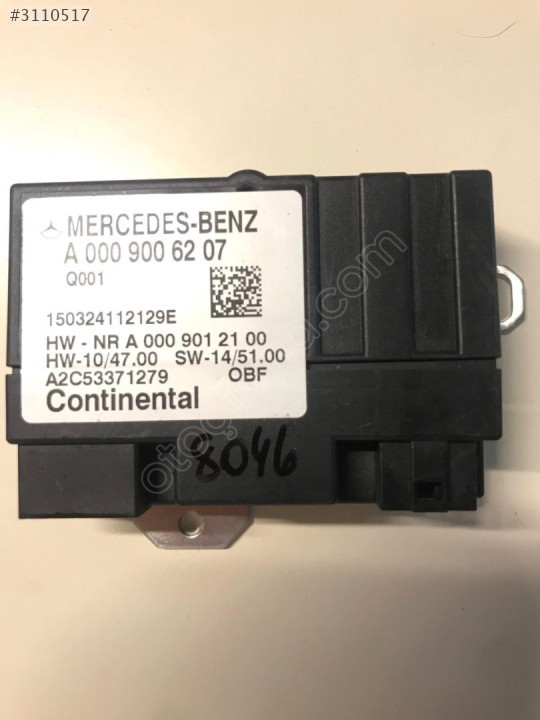 #3110517
MERCEDES-BENZ
A 000 900 62 07
Q001
150324112129E
HW - NR A 000 901 21 00
HW-10/47.00 SW-14/51.00
A2C53371279 OBF
Continental
8046